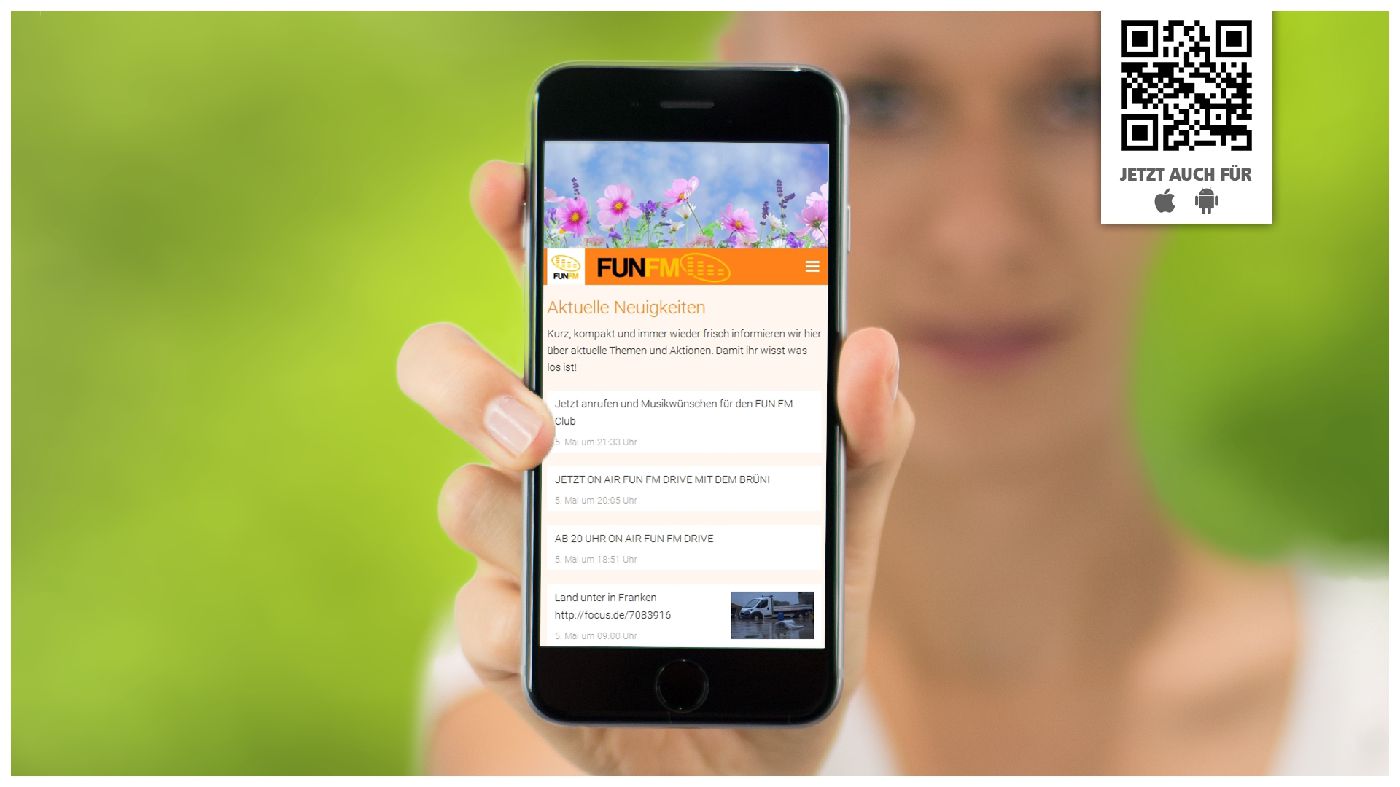 JETZT AUCH FÜR
FUNFM
FUNFM
Aktuelle Neuigkeiten
Kurz, kompakt und immer wieder frisch informieren wir hier
über aktuelle Themen und Aktionen. Damit ihr wisst was
los ist!
Jetzt anrufen und Musikwünschen für den FUN FM
Club
5. Mai um 21:33 Uhr
JETZT ON AIR FUN FM DRIVE MIT DEM BRÜNI
5. Mai um 20:05 Uhr
AB 20 UHR ON AIR FUN FM DRIVE
5. Mai um 18:51 Uhr
Land unter in Franken
http://focus.de/7083916
5. Mai um 09:00 Uhr